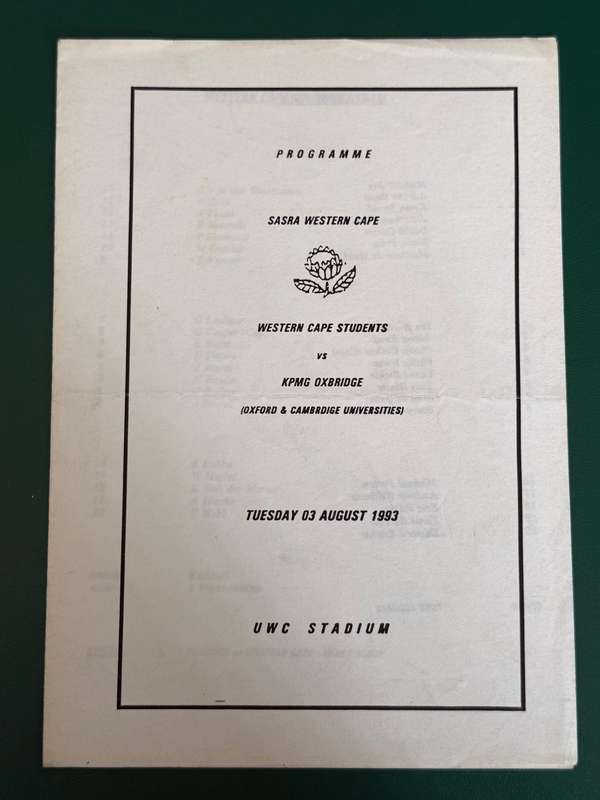 PROGRAMME
SASRA WESTERN CAPE
WESTERN CAPE STUDENTS
vs
KPMG OXBRIDGE
(OXFORD & CAMBRDIGE UNIVERSITIES)
TUESDAY 03 AUGUST 1993
UWC STADIUM